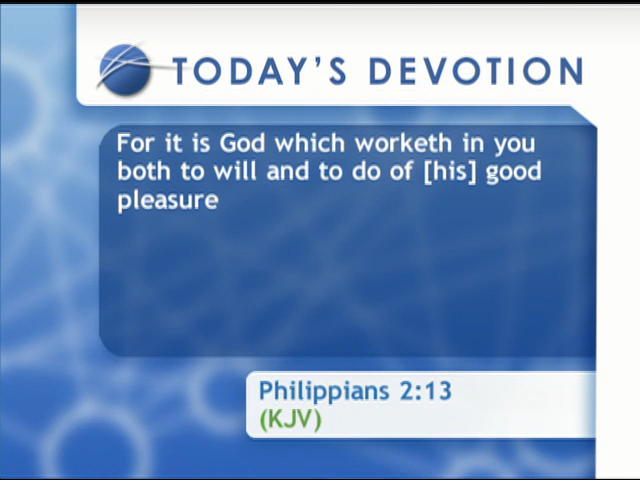 TODAY'S DEVOTION
For it is God which worketh in you
both to will and to do of [his] good
pleasure
Philippians 2:13
(KJV)